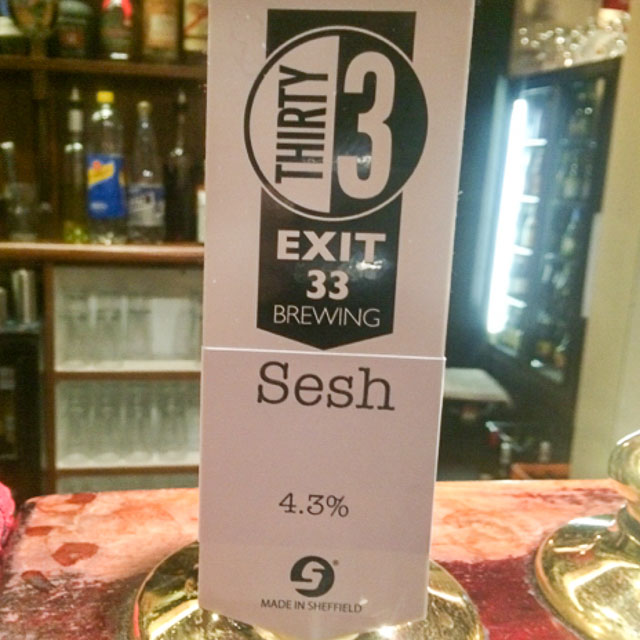 THIRTY
3
EXIT
33
BREWING
Sesh
4.3%
S®
MADE IN SHEFFIELD